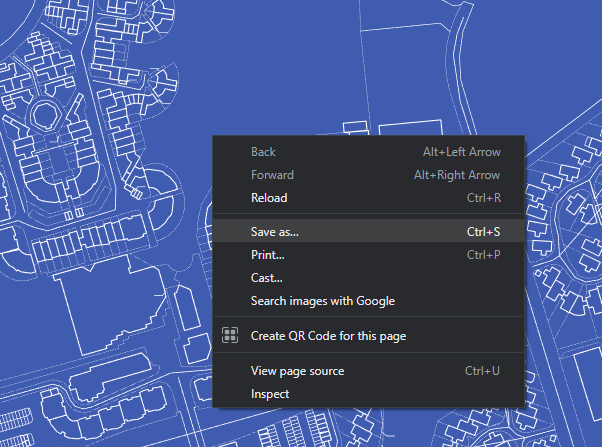 Back Alt+Left Arrow
Forward Alt+Right Arrow
Reload Ctrl+R
Save as... Ctrl+S
Print... Ctrl+P
Cast...
Search images with Google
Create QR Code for this page
View page source Ctrl+U
Inspect